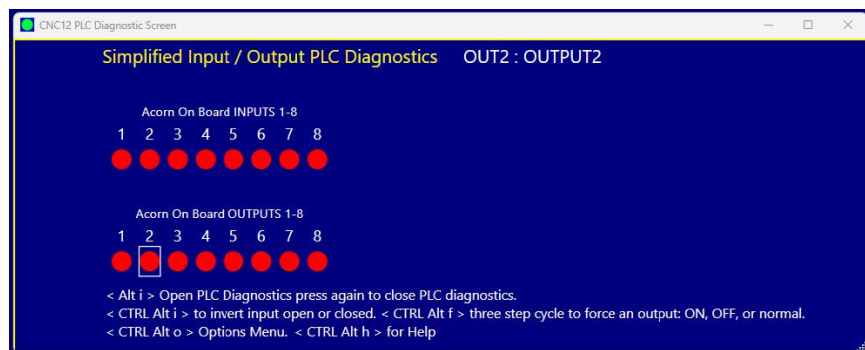 CNC12 PLC Diagnostic Screen
Simplified Input / Output PLC Diagnostics OUT2 : OUTPUT2
Acorn On Board INPUTS 1-8
1 2 3 4 5 6 7 8
Acorn On Board OUTPUTS 1-8
1 2 3 4 5 6 7 8
< Alt i > Open PLC Diagnostics press again to close PLC diagnostics.
< CTRL Alt i > to invert input open or closed. < CTRL Alt f > three step cycle to force an output: ON, OFF, or normal.
< CTRL Alt o > Options Menu. < CTRL Alt h > for Help